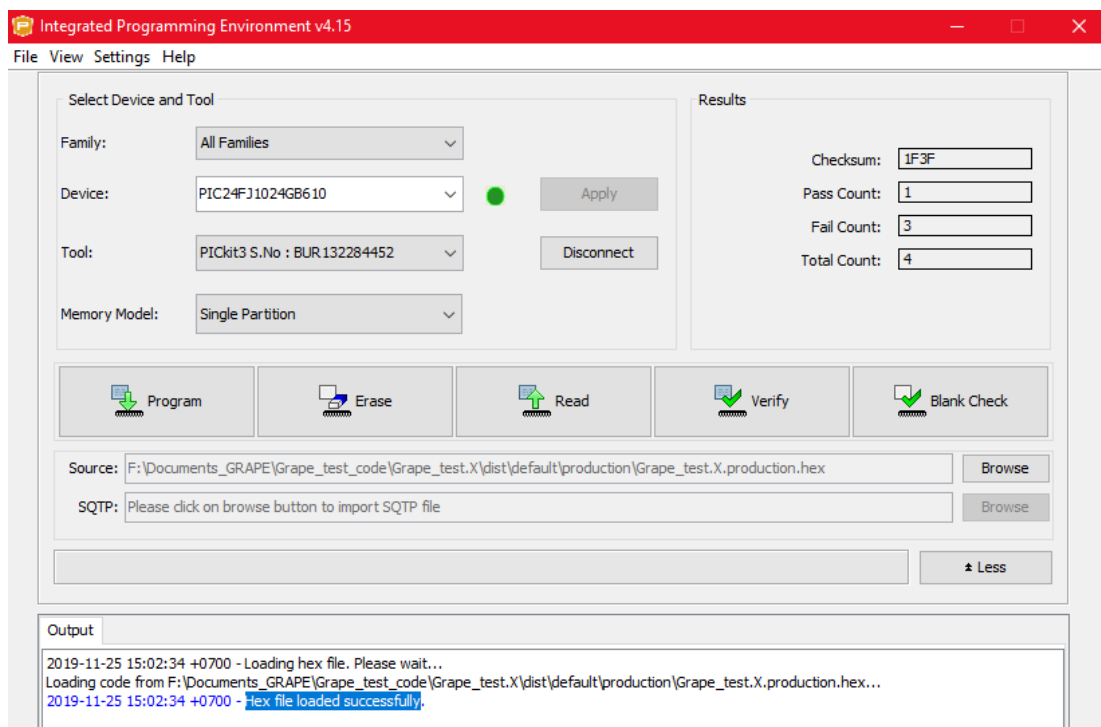 Integrated Programming Environment v4.15
File View Settings Help
Select Device and Tool
Family: All Families
Device: PIC24FJ1024GB610 Apply
Tool: PICkit3 S.No : BUR132284452 Disconnect
Memory Model: Single Partition
Results
Checksum: 1F3F
Pass Count: 1
Fail Count: 3
Total Count: 4
Program Erase Read Verify Blank Check
Source: F:\Documents_GRAPE\Grape_test_code\Grape_test.X\dist\default\production\Grape_test.X.production.hex Browse
SQTP: Please click on browse button to import SQTP file Browse
Less
Output
2019-11-25 15:02:34 +0700 - Loading hex file. Please wait...
Loading code from F:\Documents_GRAPE\Grape_test_code\Grape_test.X\dist\default\production\Grape_test.X.production.hex...
2019-11-25 15:02:34 +0700 - Hex file loaded successfully.